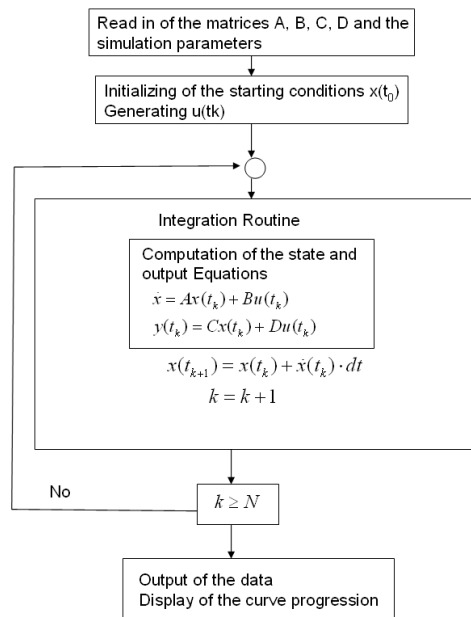 Read in of the matrices A, B, C, D and the
simulation parameters
Initializing of the starting conditions x(t₀)
Generating u(tk)
Integration Routine
Computation of the state and
output Equations
ẋ = Ax(tₖ) + Bu(tₖ)
y(tₖ) = Cx(tₖ) + Du(tₖ)
x(tₖ₊₁) = x(tₖ) + ẋ(tₖ) · dt
k = k + 1
No
k ≥ N
Output of the data
Display of the curve progression